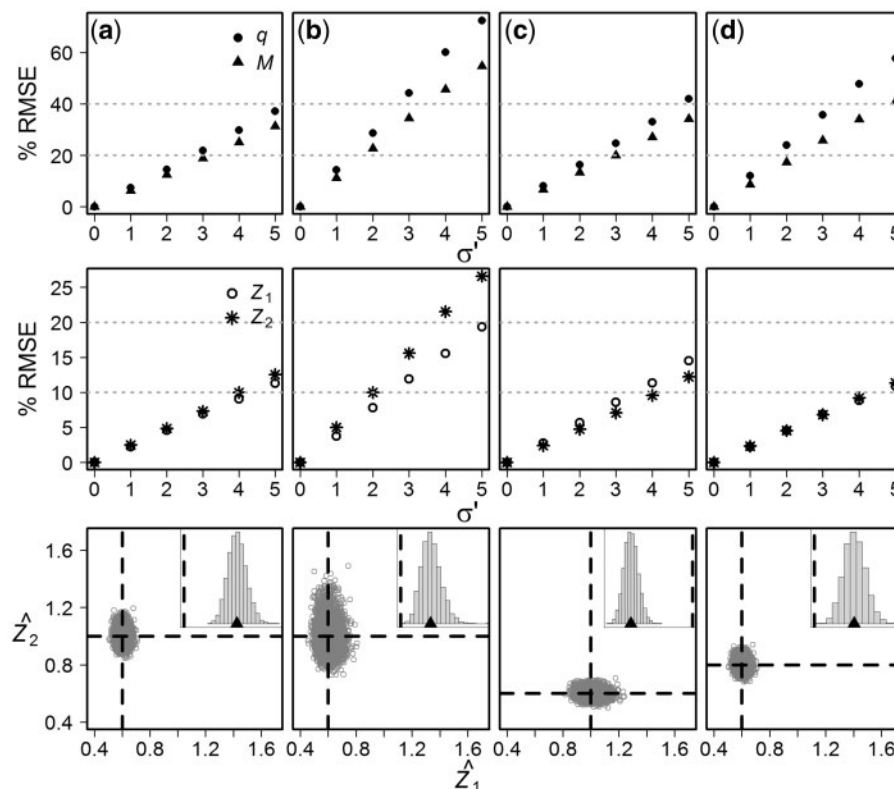 (a) (b) (c) (d)
q
M
% RMSE
60
40
20
0
0 1 2 3 4 5 0 1 2 3 4 5 0 1 2 3 4 5 0 1 2 3 4 5
σ'
Z1
Z2
% RMSE
25
20
15
10
5
0
0 1 2 3 4 5 0 1 2 3 4 5 0 1 2 3 4 5 0 1 2 3 4 5
σ'
Ẑ2
1.6
1.2
0.8
0.4
0.4 0.8 1.2 1.6 0.4 0.8 1.2 1.6 0.4 0.8 1.2 1.6 0.4 0.8 1.2 1.6
Ẑ1